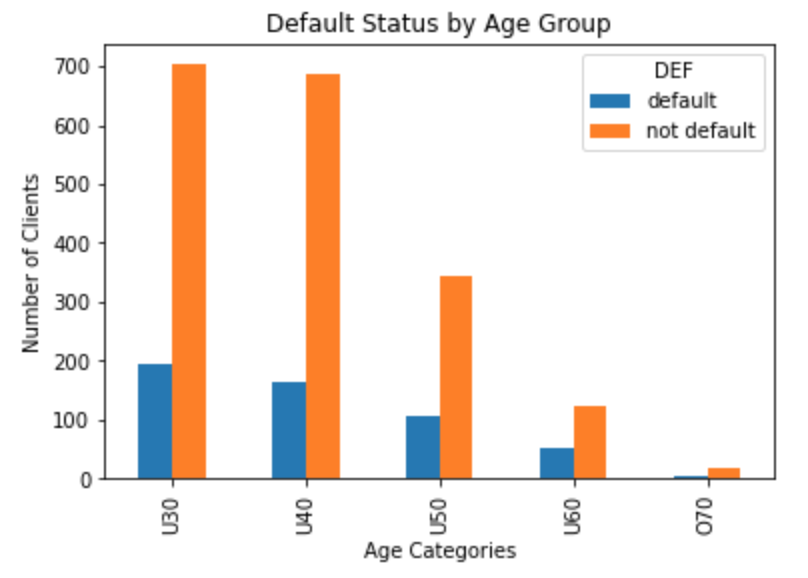 Default Status by Age Group
DEF
default
not default
700
600
500
400
300
200
100
0
Number of Clients
U30
U40
U50
U60
O70
Age Categories